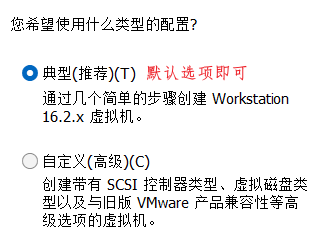 您希望使用什么类型的配置?
典型(推荐)(T) 默认选项即可
通过几个简单的步骤创建 Workstation
16.2.x 虚拟机。
自定义(高级)(C)
创建带有 SCSI 控制器类型、虚拟磁盘类
型以及与旧版 VMware 产品兼容性等高
级选项的虚拟机。